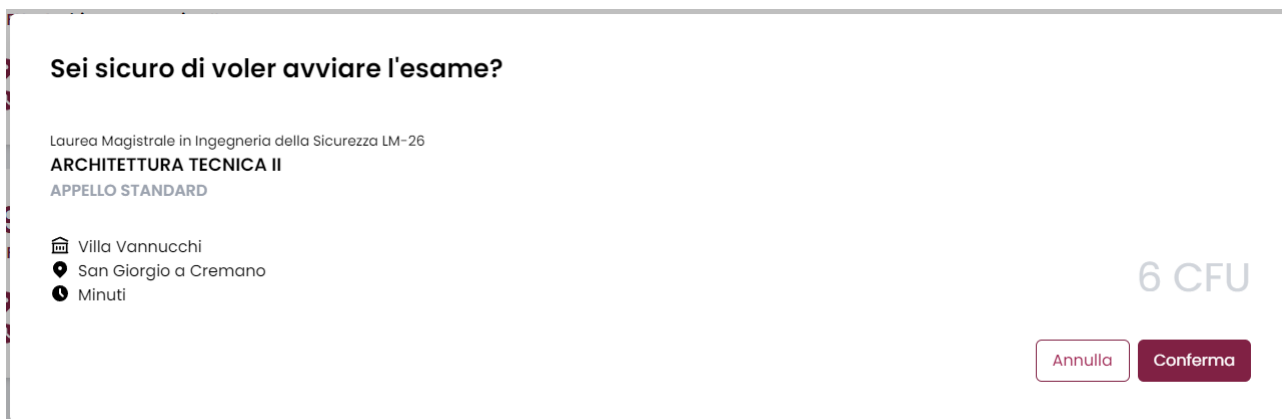 Sei sicuro di voler avviare l'esame?
Laurea Magistrale in Ingegneria della Sicurezza LM-26
ARCHITETTURA TECNICA II
APPELLO STANDARD
Villa Vannucchi
San Giorgio a Cremano
Minuti
6 CFU
Annulla
Conferma